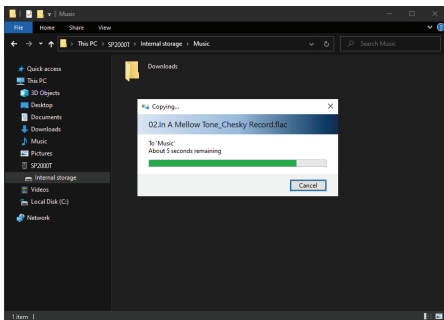 Music
File Home Share View
This PC › SP2000T › Internal storage › Music
Search Music
Quick access
This PC
3D Objects
Desktop
Documents
Downloads
Music
Pictures
SP2000T
Internal storage
Videos
Local Disk (C:)
Network
Downloads
Copying...
02.In A Mellow Tone_Chesky Record.flac
To 'Music'
About 5 seconds remaining
Cancel
1 item